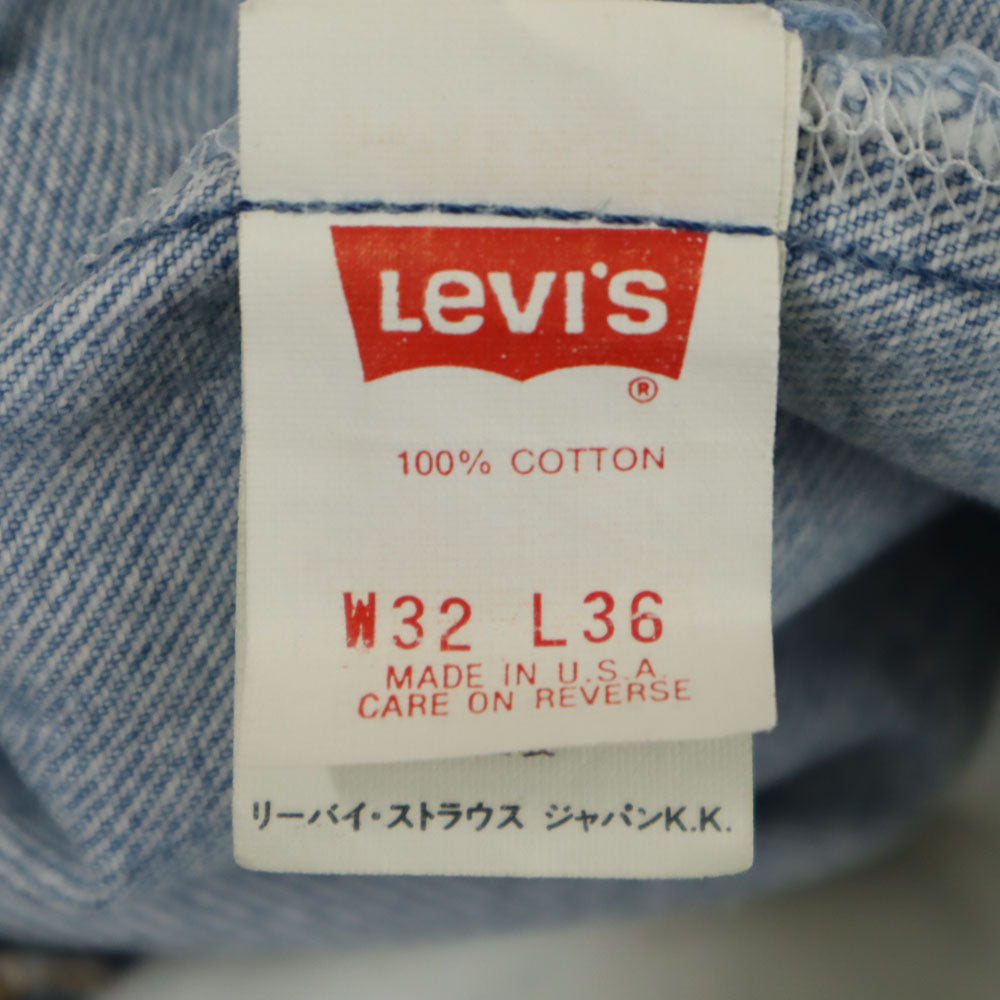 LEVI'S
®
100% COTTON
W32 L36
MADE IN U.S.A.
CARE ON REVERSE
リーバイ・ストラウス ジャパンK.K.